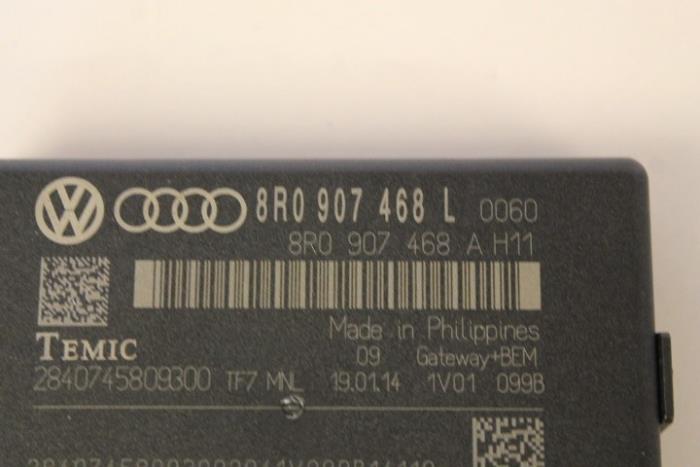 8R0 907 468 L 0060
8R0 907 468 A H11
Made in Philippines
TEMIC 09 Gateway+BEM
2840745809300 TF7 MNL 19.01.14 1V01 099B